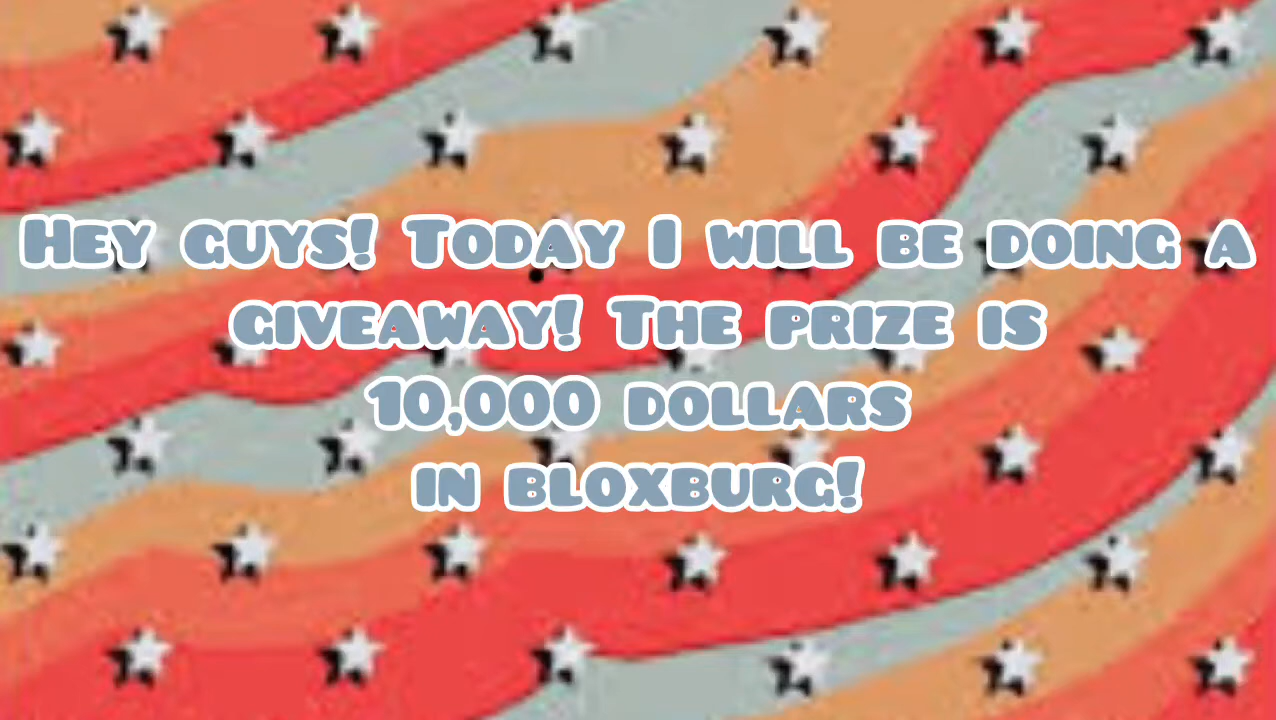 Hey guys! Today I will be doing a
giveaway! The prize is
10,000 dollars
in bloxburg!